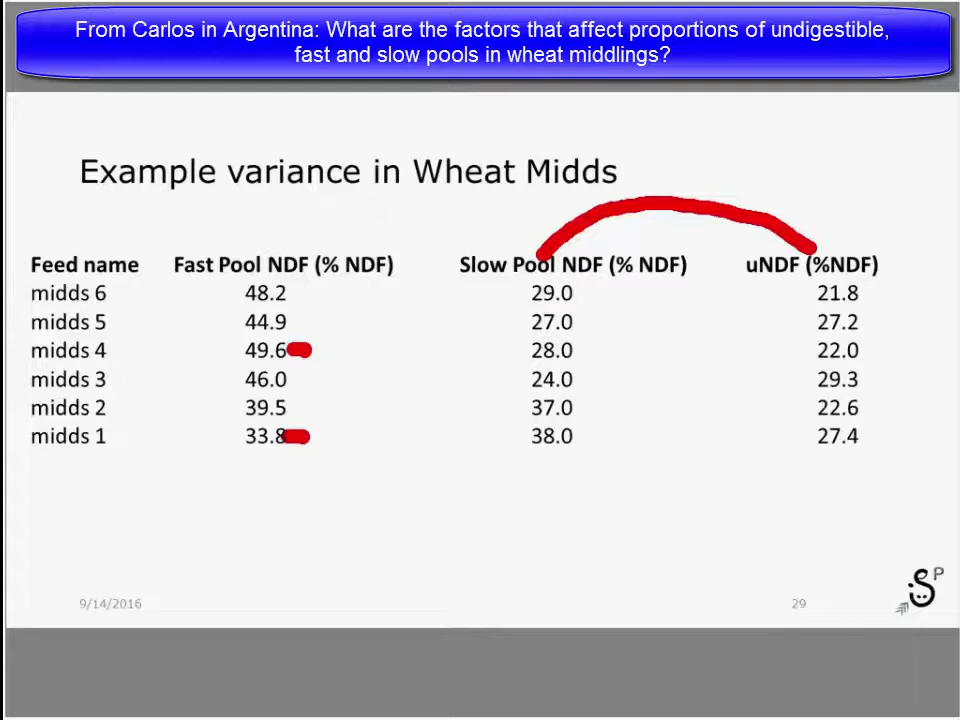 From Carlos in Argentina: What are the factors that affect proportions of undigestible,
fast and slow pools in wheat middlings?
Example variance in Wheat Midds
Feed name Fast Pool NDF (% NDF) Slow Pool NDF (% NDF) uNDF (%NDF)
midds 6 48.2 29.0 21.8
midds 5 44.9 27.0 27.2
midds 4 49.6 28.0 22.0
midds 3 46.0 24.0 29.3
midds 2 39.5 37.0 22.6
midds 1 33.8 38.0 27.4
9/14/2016 29
S P